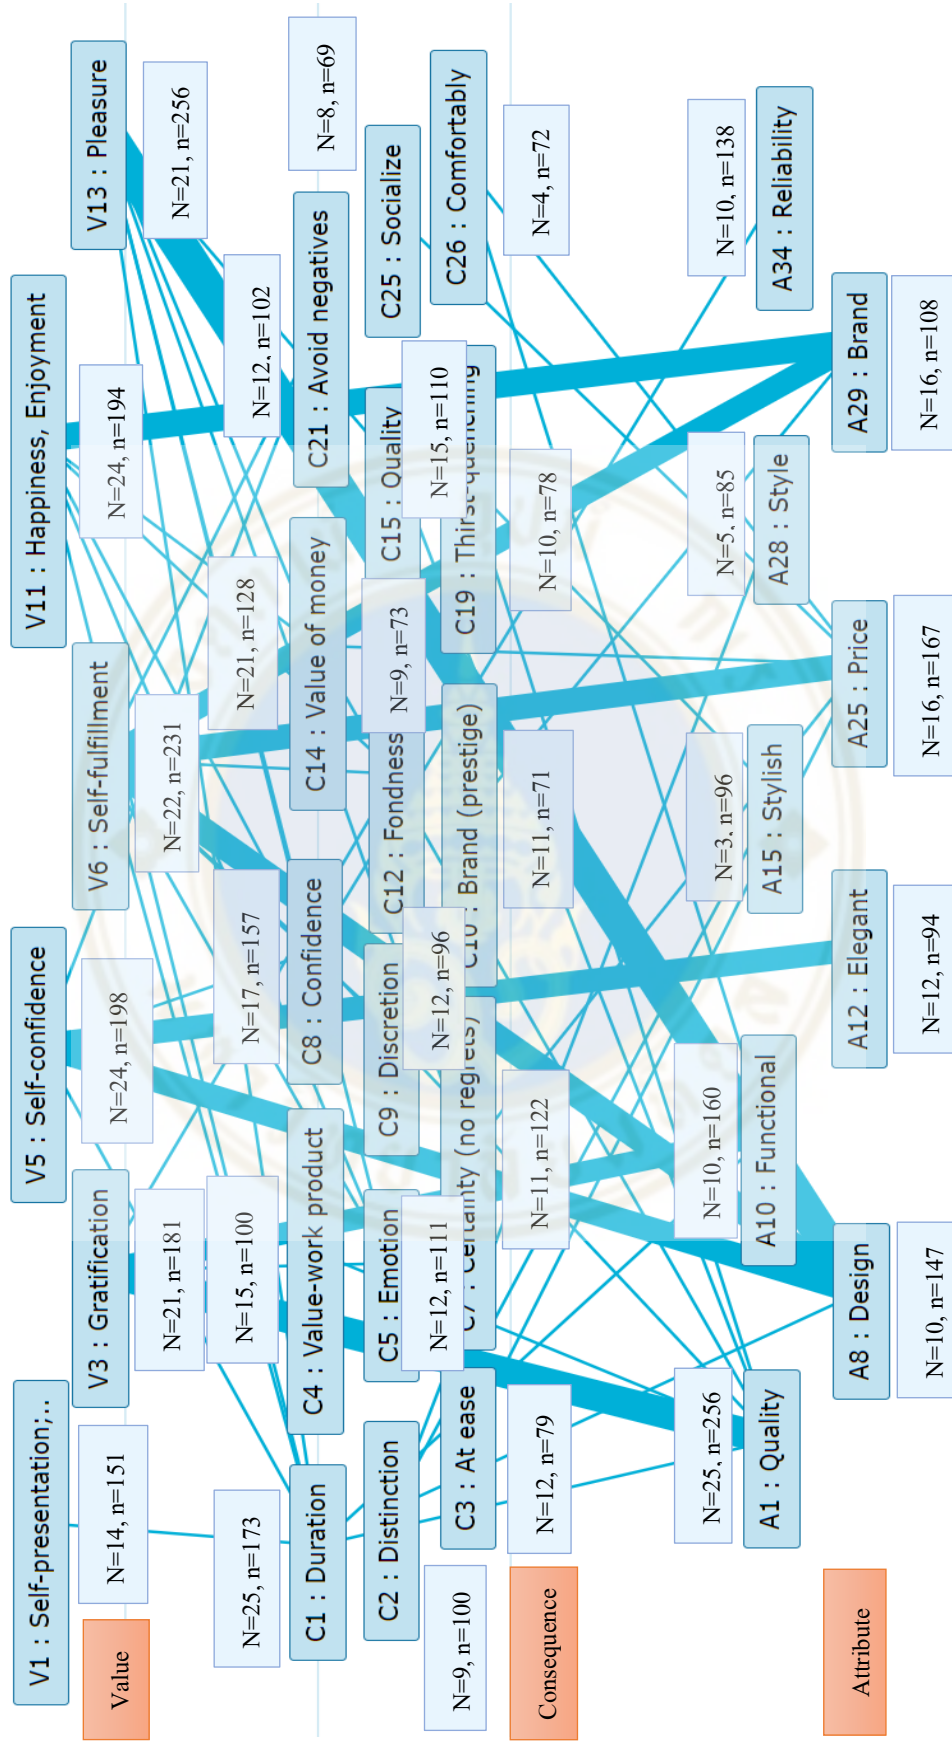 V1 : Self-presentation;..
V5 : Self-confidence
V11 : Happiness, Enjoyment
V3 : Gratification
V6 : Self-fulfillment
V13 : Pleasure
Value
N=14, n=151
N=21, n=181
N=24, n=198
N=22, n=231
N=24, n=194
N=21, n=256
N=25, n=173
N=15, n=100
N=17, n=157
N=21, n=128
N=12, n=102
N=8, n=69
C1 : Duration
C4 : Value-work product
C8 : Confidence
C14 : Value of money
C21 : Avoid negatives
C2 : Distinction
C5 : Emotion
C9 : Discretion
C12 : Fondness
C15 : Quality
C25 : Socialize
N=9, n=73
N=9, n=100
N=12, n=111
N=12, n=96
N=15, n=110
C3 : At ease
C7 : Certainty (no regrets)
C10 : Brand (prestige)
C19 : Thirst-quenching
C26 : Comfortably
Consequence
N=12, n=79
N=11, n=122
N=11, n=71
N=10, n=78
N=4, n=72
N=25, n=256
N=10, n=160
N=3, n=96
N=5, n=85
N=10, n=138
A1 : Quality
A10 : Functional
A15 : Stylish
A28 : Style
A34 : Reliability
Attribute
A8 : Design
A12 : Elegant
A25 : Price
A29 : Brand
N=10, n=147
N=12, n=94
N=16, n=167
N=16, n=108